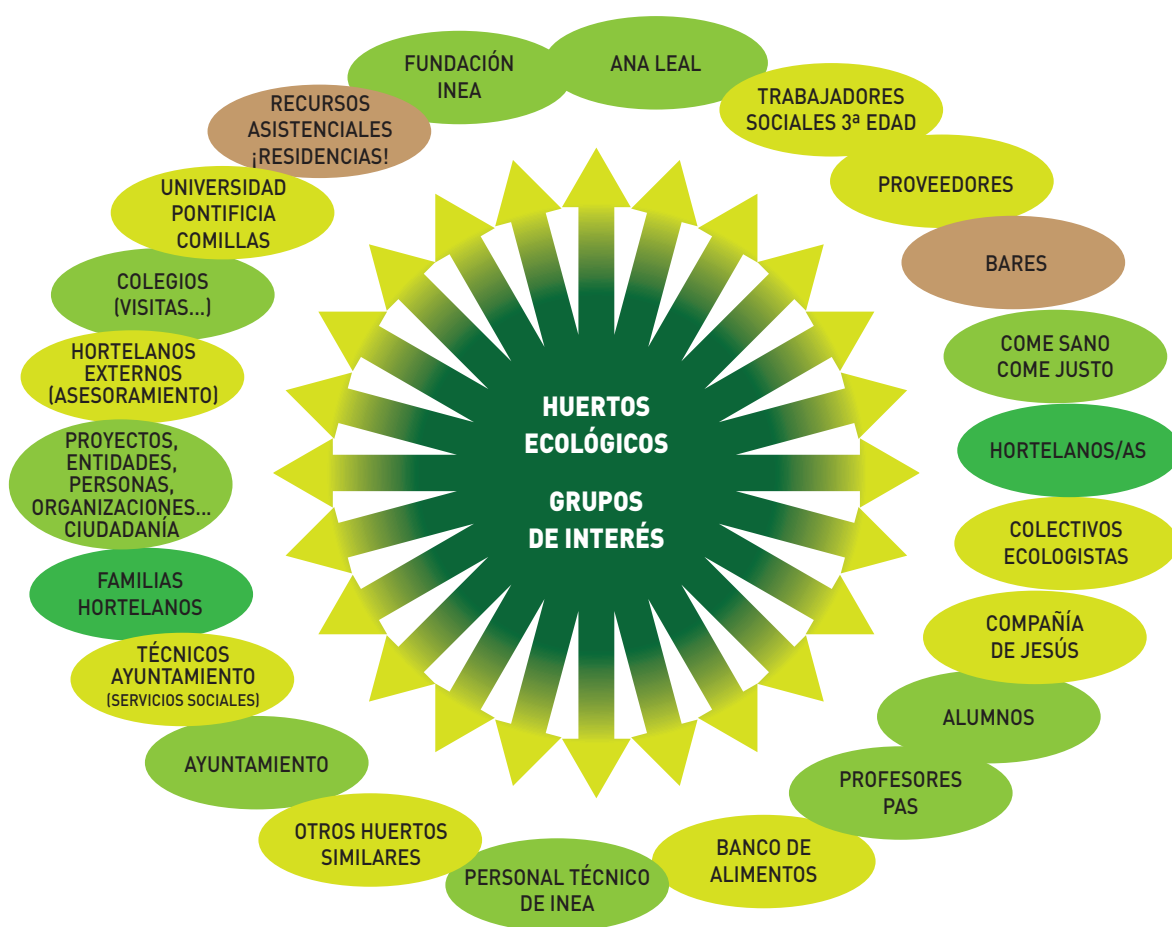 FUNDACIÓN
INEA
ANA LEAL
TRABAJADORES
SOCIALES 3ª EDAD
PROVEEDORES
BARES
COME SANO
COME JUSTO
HORTELANOS/AS
COLECTIVOS
ECOLOGISTAS
COMPAÑÍA
DE JESÚS
ALUMNOS
PROFESORES
PAS
BANCO DE
ALIMENTOS
PERSONAL TÉCNICO
DE INEA
OTROS HUERTOS
SIMILARES
AYUNTAMIENTO
TÉCNICOS
AYUNTAMIENTO
(SERVICIOS SOCIALES)
FAMILIAS
HORTELANOS
PROYECTOS,
ENTIDADES,
PERSONAS,
ORGANIZACIONES...
CIUDADANÍA
HORTELANOS
EXTERNOS
(ASESORAMIENTO)
COLEGIOS
(VISITAS...)
UNIVERSIDAD
PONTIFICIA
COMILLAS
RECURSOS
ASISTENCIALES
¡RESIDENCIAS!
HUERTOS
ECOLÓGICOS
GRUPOS
DE INTERÉS